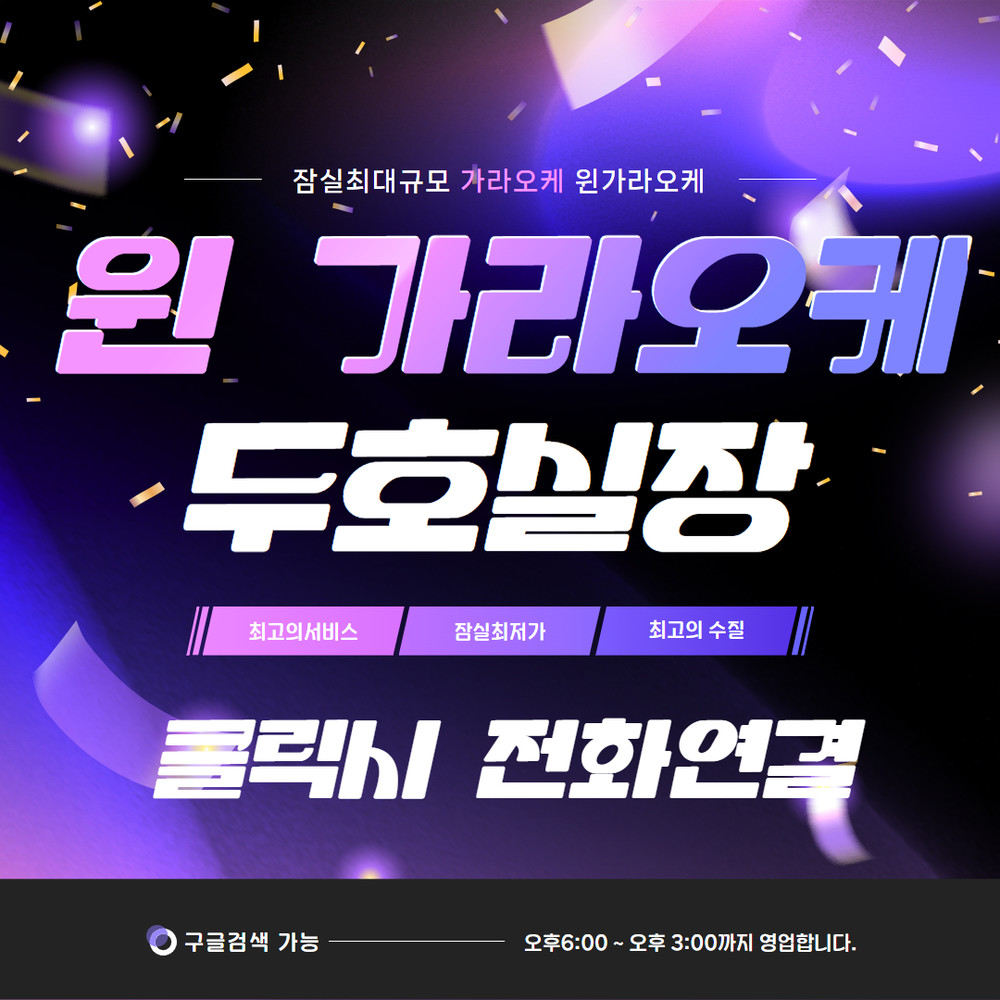 잠실최대규모 가라오케 윈가라오케
윈 가라오케
두호실장
최고의서비스 잠실최저가 최고의 수질
클릭시 전화연결
구글검색 가능 오후6:00 ~ 오후 3:00까지 영업합니다.